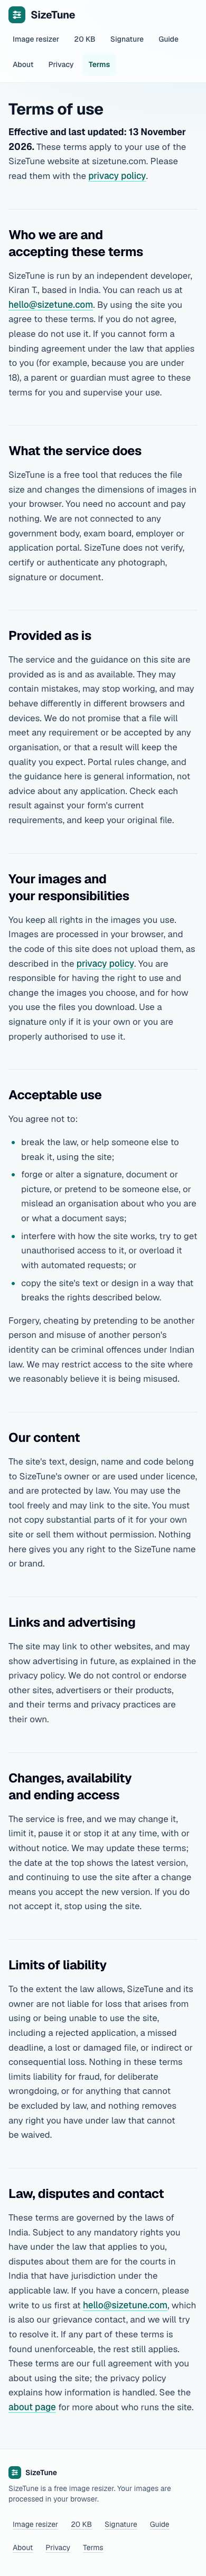 SizeTune
Image resizer 20 KB Signature Guide
About Privacy Terms
Terms of use
Effective and last updated: 13 November
2026. These terms apply to your use of the
SizeTune website at sizetune.com. Please
read them with the privacy policy.
Who we are and
accepting these terms
SizeTune is run by an independent developer,
Kiran T., based in India. You can reach us at
hello@sizetune.com. By using the site you
agree to these terms. If you do not agree,
please do not use it. If you cannot form a
binding agreement under the law that applies
to you (for example, because you are under
18), a parent or guardian must agree to these
terms for you and supervise your use.
What the service does
SizeTune is a free tool that reduces the file
size and changes the dimensions of images in
your browser. You need no account and pay
nothing. We are not connected to any
government body, exam board, employer or
application portal. SizeTune does not verify,
certify or authenticate any photograph,
signature or document.
Provided as is
The service and the guidance on this site are
provided as is and as available. They may
contain mistakes, may stop working, and may
behave differently in different browsers and
devices. We do not promise that a file will
meet any requirement or be accepted by any
organisation, or that a result will keep the
quality you expect. Portal rules change, and
the guidance here is general information, not
advice about any application. Check each
result against your form's current
requirements, and keep your original file.
Your images and
your responsibilities
You keep all rights in the images you use.
Images are processed in your browser, and
the code of this site does not upload them, as
described in the privacy policy. You are
responsible for having the right to use and
change the images you choose, and for how
you use the files you download. Use a
signature only if it is your own or you are
properly authorised to use it.
Acceptable use
You agree not to:
break the law, or help someone else to
break it, using the site;
forge or alter a signature, document or
picture, or pretend to be someone else, or
mislead an organisation about who you are
or what a document says;
interfere with how the site works, try to get
unauthorised access to it, or overload it
with automated requests; or
copy the site's text or design in a way that
breaks the rights described below.
Forgery, cheating by pretending to be another
person and misuse of another person's
identity can be criminal offences under Indian
law. We may restrict access to the site where
we reasonably believe it is being misused.
Our content
The site's text, design, name and code belong
to SizeTune's owner or are used under licence,
and are protected by law. You may use the
tool freely and may link to the site. You must
not copy substantial parts of it for your own
site or sell them without permission. Nothing
here gives you any right to the SizeTune name
or brand.
Links and advertising
The site may link to other websites, and may
show advertising in future, as explained in the
privacy policy. We do not control or endorse
other sites, advertisers or their products,
and their terms and privacy practices are
their own.
Changes, availability
and ending access
The service is free, and we may change it,
limit it, pause it or stop it at any time, with or
without notice. We may update these terms;
the date at the top shows the latest version,
and continuing to use the site after a change
means you accept the new version. If you do
not accept it, stop using the site.
Limits of liability
To the extent the law allows, SizeTune and its
owner are not liable for loss that arises from
using or being unable to use the site,
including a rejected application, a missed
deadline, a lost or damaged file, or indirect or
consequential loss. Nothing in these terms
limits liability for fraud, for deliberate
wrongdoing, or for anything that cannot
be excluded by law, and nothing removes
any right you have under law that cannot
be waived.
Law, disputes and contact
These terms are governed by the laws of
India. Subject to any mandatory rights you
have under the law that applies to you,
disputes about them are for the courts in
India that have jurisdiction under the
applicable law. If you have a concern, please
write to us first at hello@sizetune.com, which
is also our grievance contact, and we will try
to resolve it. If any part of these terms is
found unenforceable, the rest still applies.
These terms are our full agreement with you
about using the site; the privacy policy
explains how information is handled. See the
about page for more about who runs the site.
SizeTune
SizeTune is a free image resizer. Your images are
processed in your browser.
Image resizer 20 KB Signature Guide
About Privacy Terms